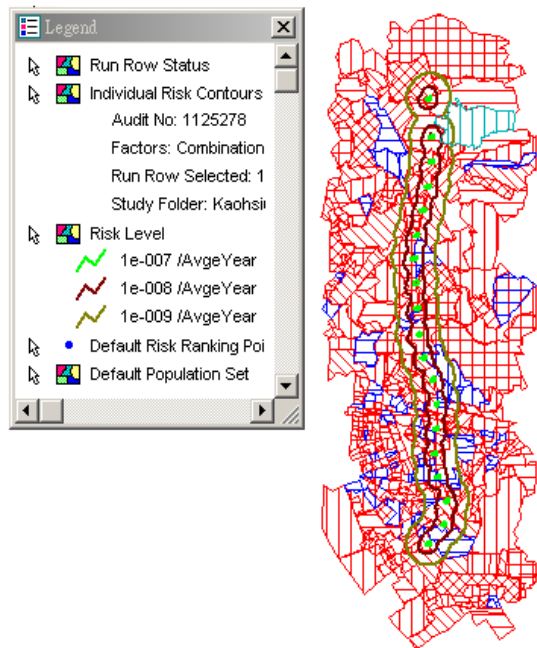 Legend
Run Row Status
Individual Risk Contours
Audit No: 1125278
Factors: Combination
Run Row Selected: 1
Study Folder: Kaohsi
Risk Level
1e-007 /AvgeYear
1e-008 /AvgeYear
1e-009 /AvgeYear
Default Risk Ranking Poi
Default Population Set